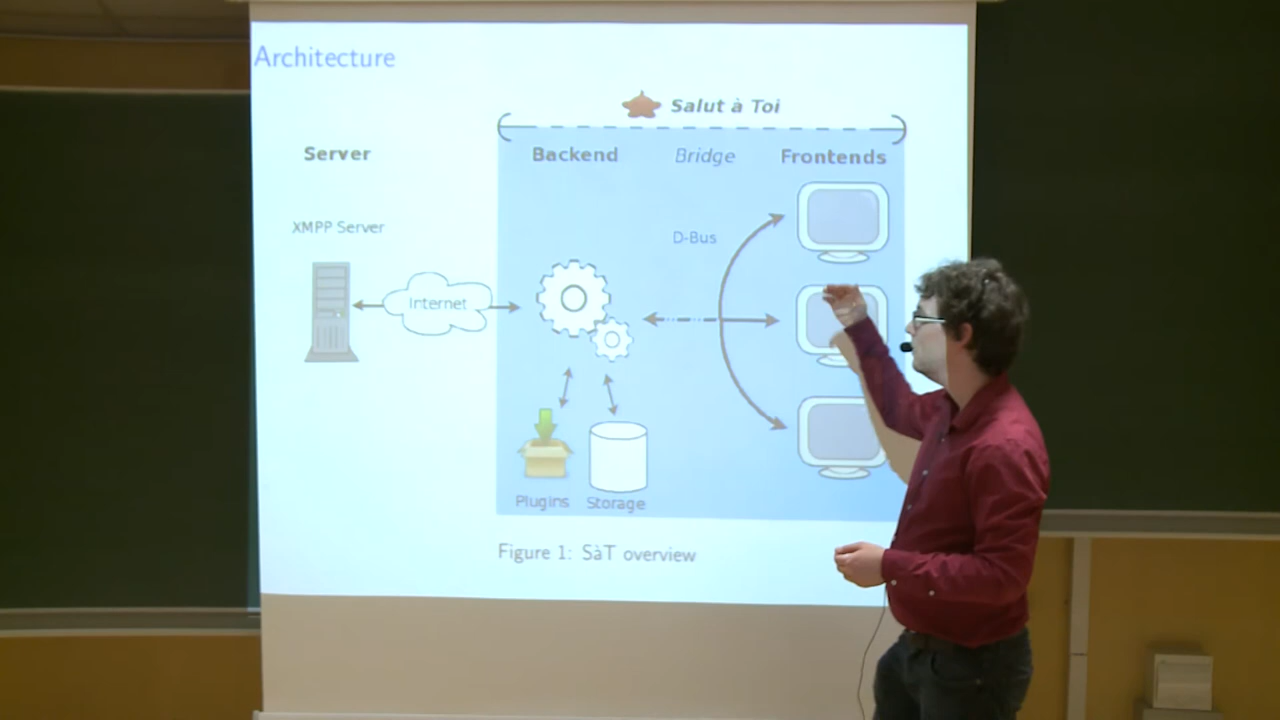 Architecture
Salut à Toi
Server
Backend
Bridge
Frontends
XMPP Server
D-Bus
Internet
Plugins
Storage
Figure 1: SàT overview